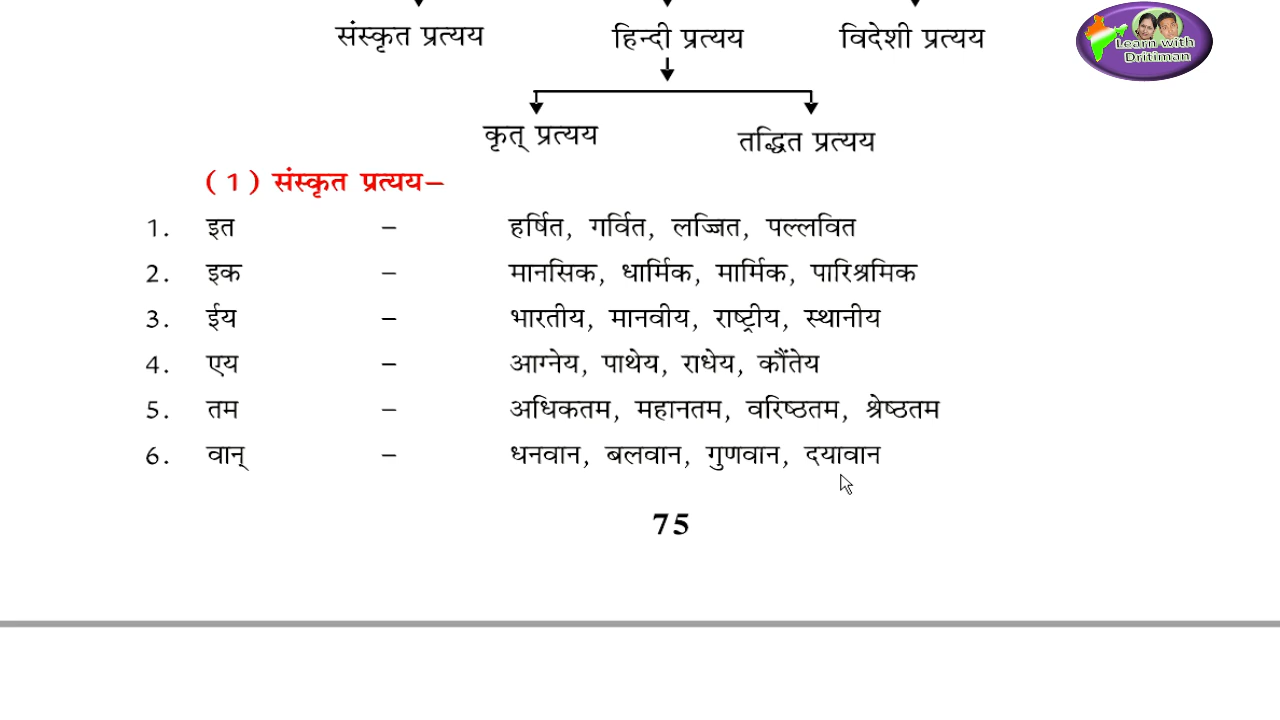 संस्कृत प्रत्यय हिन्दी प्रत्यय विदेशी प्रत्यय
Learn with
Dritiman
कृत् प्रत्यय तद्धित प्रत्यय
(1) संस्कृत प्रत्यय–
1. इत – हर्षित, गर्वित, लज्जित, पल्लवित
2. इक – मानसिक, धार्मिक, मार्मिक, पारिश्रमिक
3. ईय – भारतीय, मानवीय, राष्ट्रीय, स्थानीय
4. एय – आग्नेय, पाथेय, राधेय, कौंतेय
5. तम – अधिकतम, महानतम, वरिष्ठतम, श्रेष्ठतम
6. वान् – धनवान, बलवान, गुणवान, दयावान
75